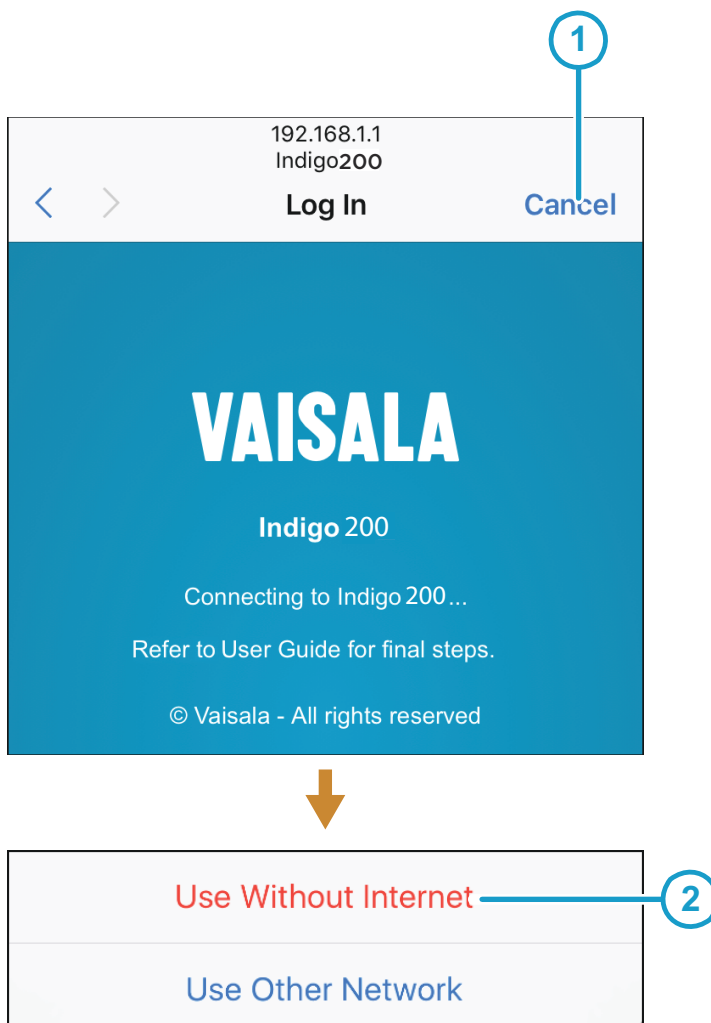 1
192.168.1.1
Indigo200
Log In Cancel
VAISALA
Indigo 200
Connecting to Indigo 200...
Refer to User Guide for final steps.
© Vaisala - All rights reserved
Use Without Internet 2
Use Other Network